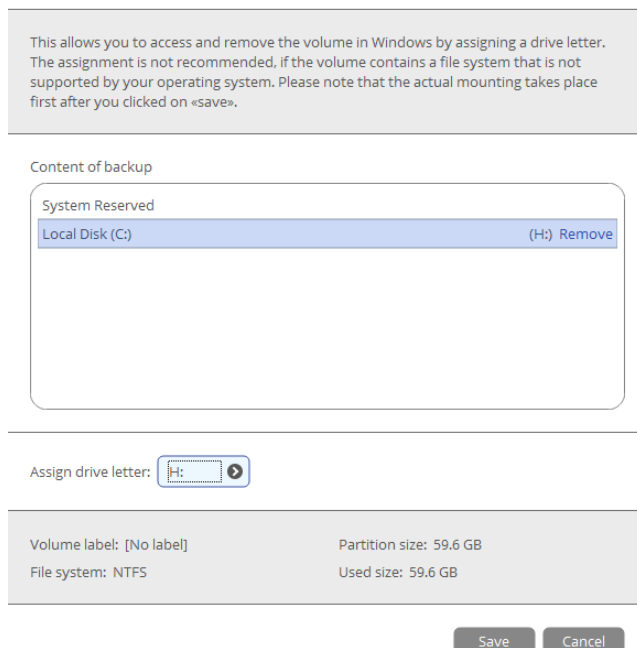 This allows you to access and remove the volume in Windows by assigning a drive letter.
The assignment is not recommended, if the volume contains a file system that is not
supported by your operating system. Please note that the actual mounting takes place
first after you clicked on «save».
Content of backup
System Reserved
Local Disk (C:) (H:) Remove
Assign drive letter: H:
Volume label: [No label] Partition size: 59.6 GB
File system: NTFS Used size: 59.6 GB
Save Cancel